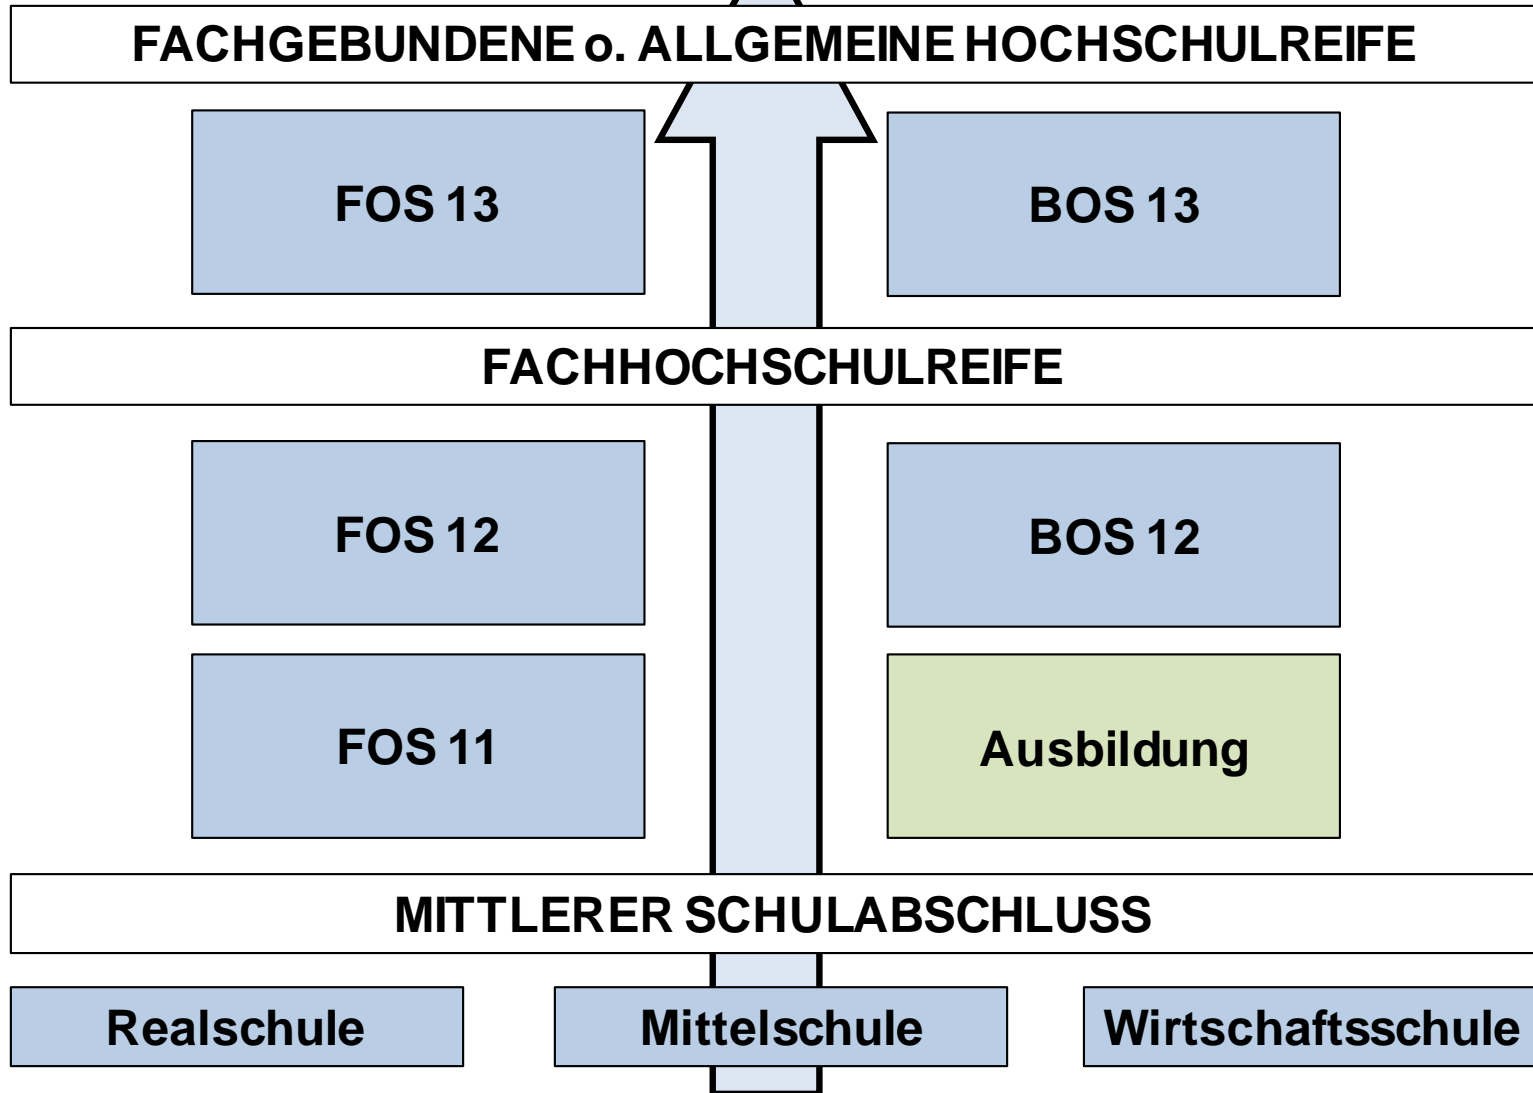 FACHGEBUNDENE o. ALLGEMEINE HOCHSCHULREIFE
FOS 13
BOS 13
FACHHOCHSCHULREIFE
FOS 12
BOS 12
FOS 11
Ausbildung
MITTLERER SCHULABSCHLUSS
Realschule
Mittelschule
Wirtschaftsschule